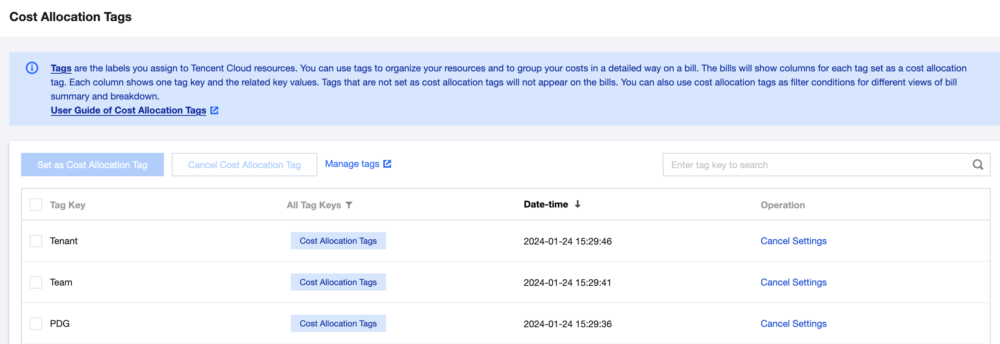 Cost Allocation Tags
Tags are the labels you assign to Tencent Cloud resources. You can use tags to organize your resources and to group your costs in a detailed way on a bill. The bills will show columns for each tag set as a cost allocation
tag. Each column shows one tag key and the related key values. Tags that are not set as cost allocation tags will not appear on the bills. You can also use cost allocation tags as filter conditions for different views of bill
summary and breakdown.
User Guide of Cost Allocation Tags
Set as Cost Allocation Tag Cancel Cost Allocation Tag Manage tags Enter tag key to search
Tag Key All Tag Keys Date-time Operation
Tenant Cost Allocation Tags 2024-01-24 15:29:46 Cancel Settings
Team Cost Allocation Tags 2024-01-24 15:29:41 Cancel Settings
PDG Cost Allocation Tags 2024-01-24 15:29:36 Cancel Settings